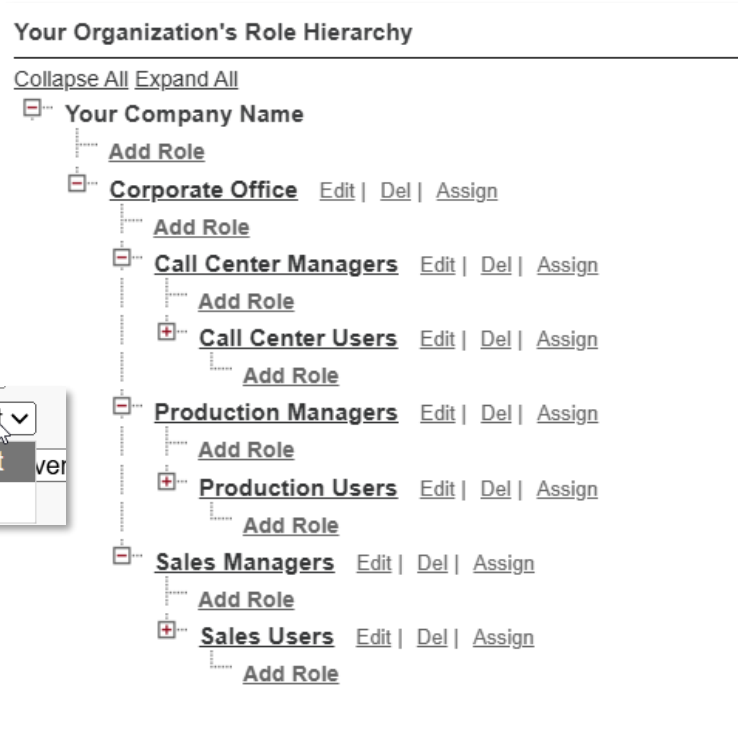 Your Organization's Role Hierarchy
Collapse All Expand All
Your Company Name
Add Role
Corporate Office Edit | Del | Assign
Add Role
Call Center Managers Edit | Del | Assign
Add Role
Call Center Users Edit | Del | Assign
Add Role
Production Managers Edit | Del | Assign
Add Role
Production Users Edit | Del | Assign
Add Role
Sales Managers Edit | Del | Assign
Add Role
Sales Users Edit | Del | Assign
Add Role